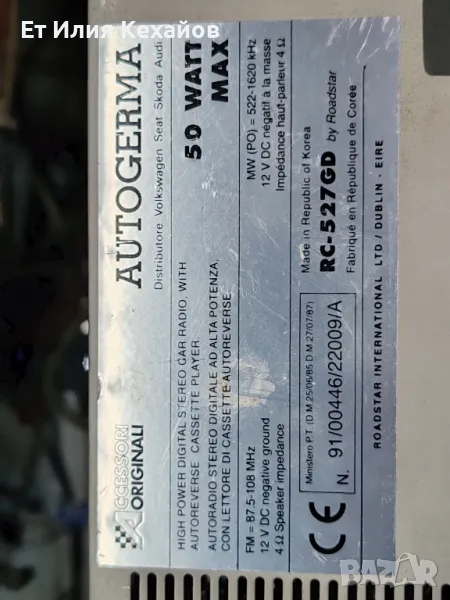 Ет Илия Кехайов
ACCESSORI
ORIGINALI
AUTOGERMA
Distributore Volkswagen Seat Skoda Audi
HIGH POWER DIGITAL STEREO CAR RADIO, WITH
AUTOREVERSE CASSETTE PLAYER.
50 WATT
MAX
AUTORADIO STEREO DIGITALE AD ALTA POTENZA,
CON LETTORE DI CASSETTE AUTOREVERSE
FM = 87.5-108 MHz
MW (PO) = 522-1620 kHz
12 V DC negative ground
12 V DC négatif à la masse
4 Ω Speaker impedance
Impédance haut-parleur 4 Ω
CE
Ministero P.T. (D.M. 25/06/85 D.M. 27/07/87)
N. 91/00446/22009/A
Made in Republic of Korea
RC-527GD by Roadstar
Fabriqué en République de Corée
ROADSTAR INTERNATIONAL LTD / DUBLIN - EIRE
bazar